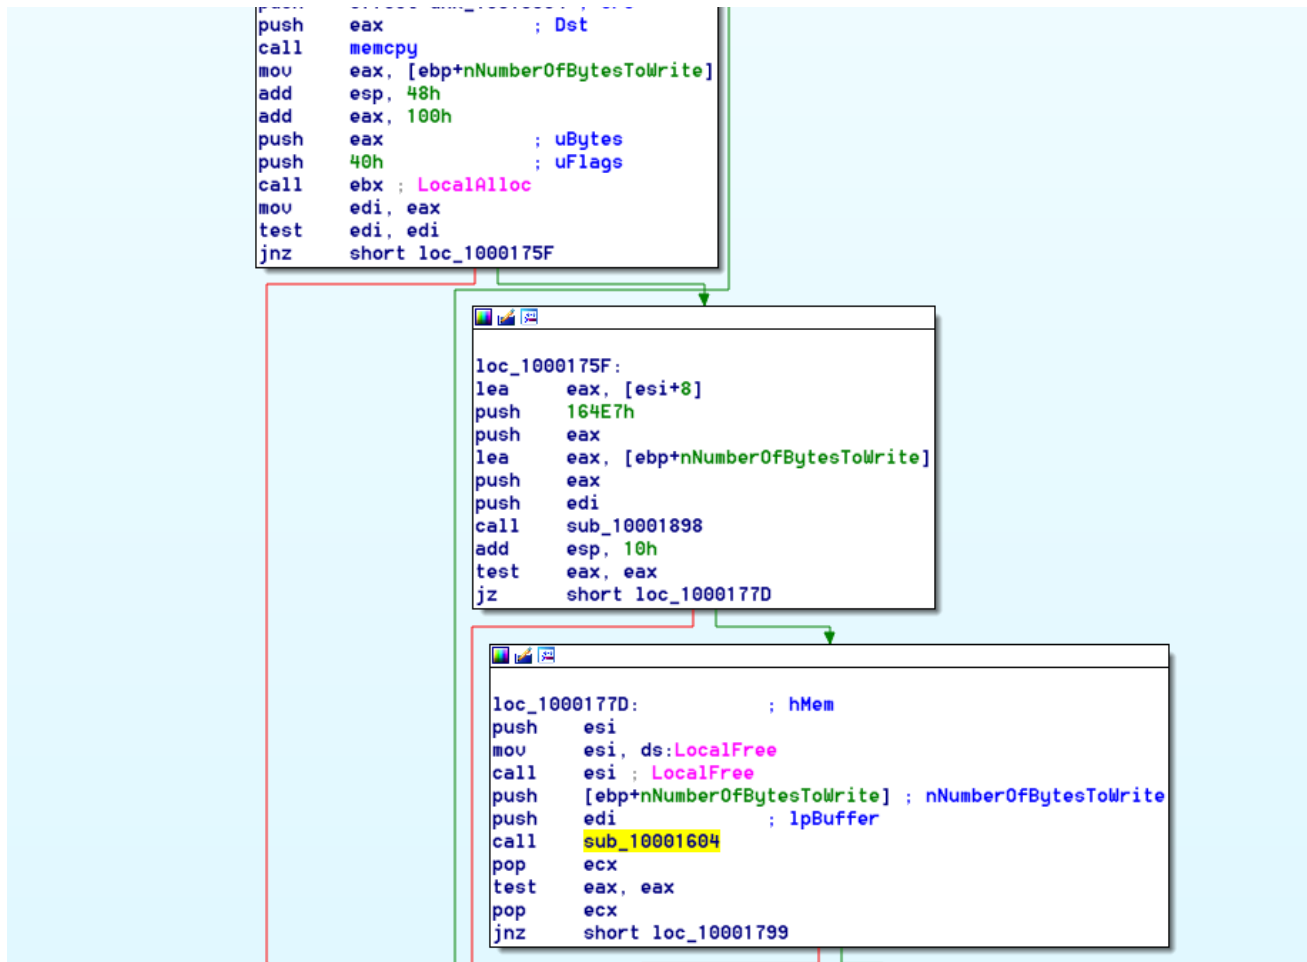 push eax ; Dst
call memcpy
mov eax, [ebp+nNumberOfBytesToWrite]
add esp, 48h
add eax, 100h
push eax ; uBytes
push 40h ; uFlags
call ebx ; LocalAlloc
mov edi, eax
test edi, edi
jnz short loc_1000175F
loc_1000175F:
lea eax, [esi+8]
push 164E7h
push eax
lea eax, [ebp+nNumberOfBytesToWrite]
push eax
push edi
call sub_10001898
add esp, 10h
test eax, eax
jz short loc_1000177D
loc_1000177D: ; hMem
push esi
mov esi, ds:LocalFree
call esi ; LocalFree
push [ebp+nNumberOfBytesToWrite] ; nNumberOfBytesToWrite
push edi ; lpBuffer
call sub_10001604
pop ecx
test eax, eax
pop ecx
jnz short loc_10001799